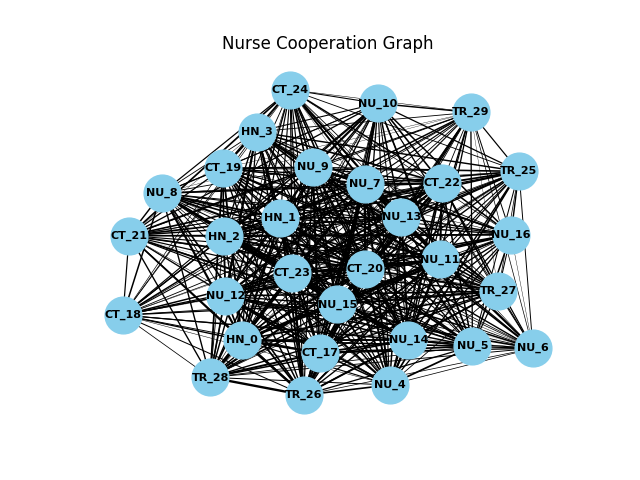 Nurse Cooperation Graph
CT_24
NU_10
TR_29
HN_3
CT_19
NU_9
TR_25
NU_7
CT_22
NU_8
HN_1
NU_13
CT_21
HN_2
NU_16
NU_11
CT_23
CT_20
TR_27
NU_12
NU_15
CT_18
HN_0
NU_14
NU_5
NU_6
CT_17
TR_28
NU_4
TR_26